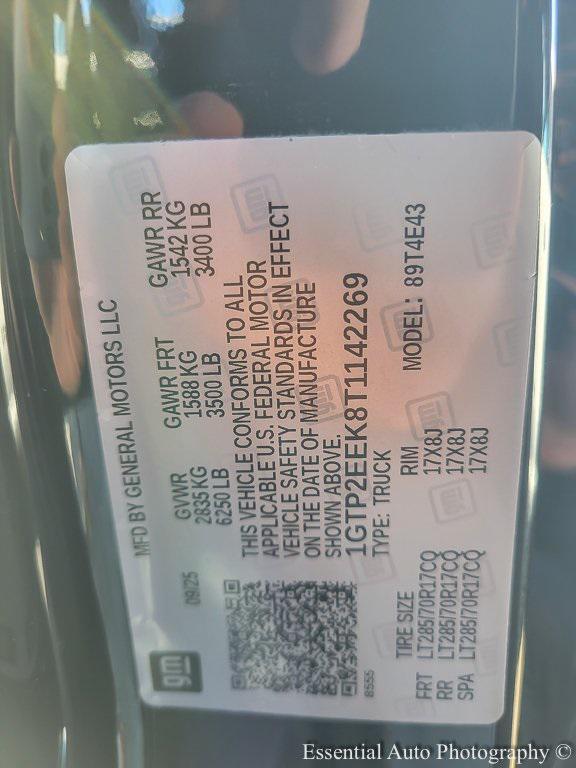 MFD BY GENERAL MOTORS LLC
gm
09/25
GVWR GAWR FRT GAWR RR
2835 KG 1588 KG 1542 KG
6250 LB 3500 LB 3400 LB
THIS VEHICLE CONFORMS TO ALL
APPLICABLE U.S. FEDERAL MOTOR
VEHICLE SAFETY STANDARDS IN EFFECT
ON THE DATE OF MANUFACTURE
SHOWN ABOVE.
1GTP2EEK8T1142269
8555
TYPE: TRUCK MODEL: 89T4E43
TIRE SIZE RIM
FRT LT285/70R17CQ 17X8J
RR LT285/70R17CQ 17X8J
SPA LT285/70R17CQ 17X8J
Essential Auto Photography ©